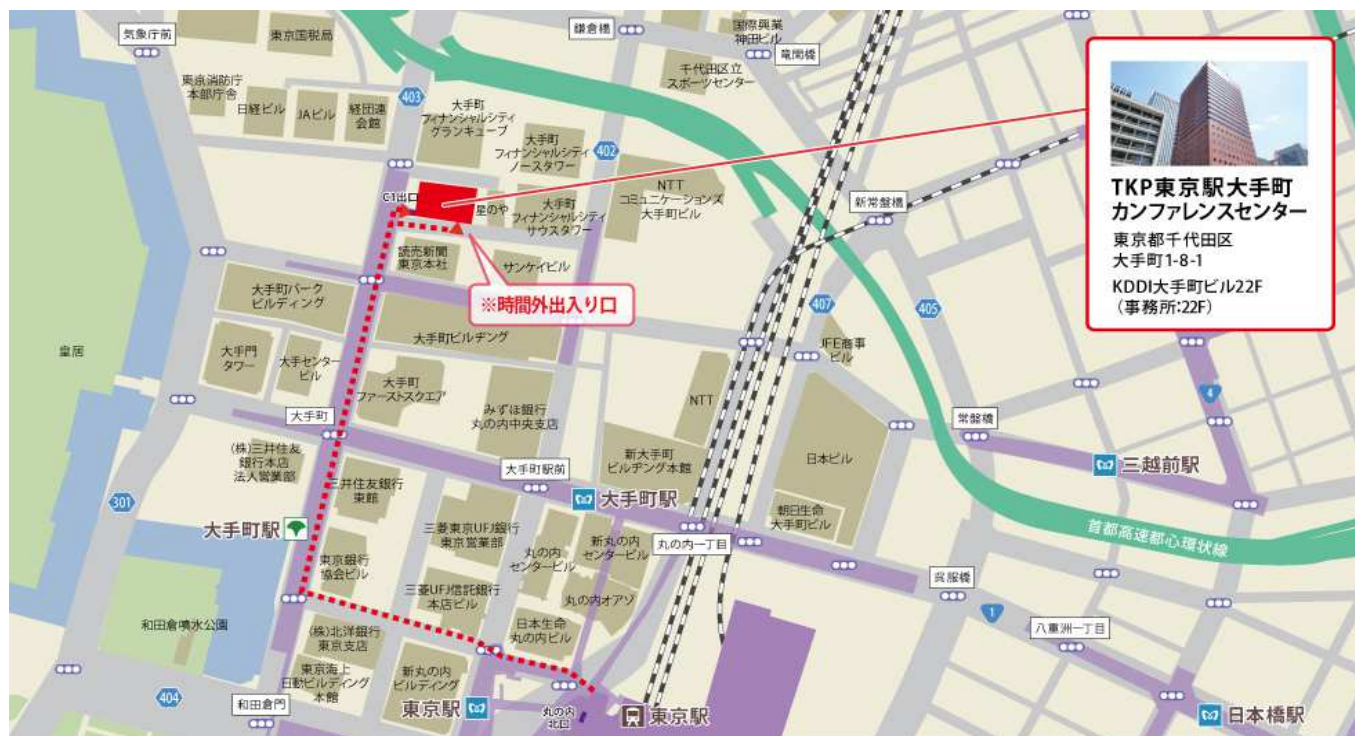 気象庁前
東京国税局
鎌倉橋
国際興業
神田ビル
竜閑橋
千代田区立
スポーツセンター
東京消防庁
本部庁舎
日経ビル
JAビル
経団連
会館
403
大手町
フィナンシャルシティ
グランキューブ
大手町
フィナンシャルシティ
ノースタワー
402
NTT
コミュニケーションズ
大手町ビル
新常盤橋
TKP東京駅大手町
カンファレンスセンター
東京都千代田区
大手町1-8-1
KDDI大手町ビル22F
(事務所:22F)
C1出口
星のや
大手町
フィナンシャルシティ
サウスタワー
読売新聞
東京本社
サンケイビル
※時間外出入り口
大手町パーク
ビルディング
大手町ビルヂング
407
405
JFE商事
ビル
皇居
大手門
タワー
大手センター
ビル
大手町
ファーストスクエア
NTT
4
大手町
みずほ銀行
丸の内中央支店
常盤橋
(株)三井住友
銀行本店
法人営業部
大手町駅前
新大手町
ビルヂング本館
日本ビル
三越前駅
三井住友銀行
東館
大手町駅
301
大手町駅
三菱東京UFJ銀行
東京営業部
丸の内
センタービル
新丸の内
センタービル
丸の内一丁目
朝日生命
大手町ビル
首都高速都心環状線
東京銀行
協会ビル
三菱UFJ信託銀行
本店ビル
丸の内オアゾ
呉服橋
1
和田倉噴水公園
(株)北洋銀行
東京支店
日本生命
丸の内ビル
八重洲一丁目
東京海上
日動ビルディング
本館
新丸の内
ビルディング
404
和田倉門
東京駅
丸の内
北口
東京駅
日本橋駅